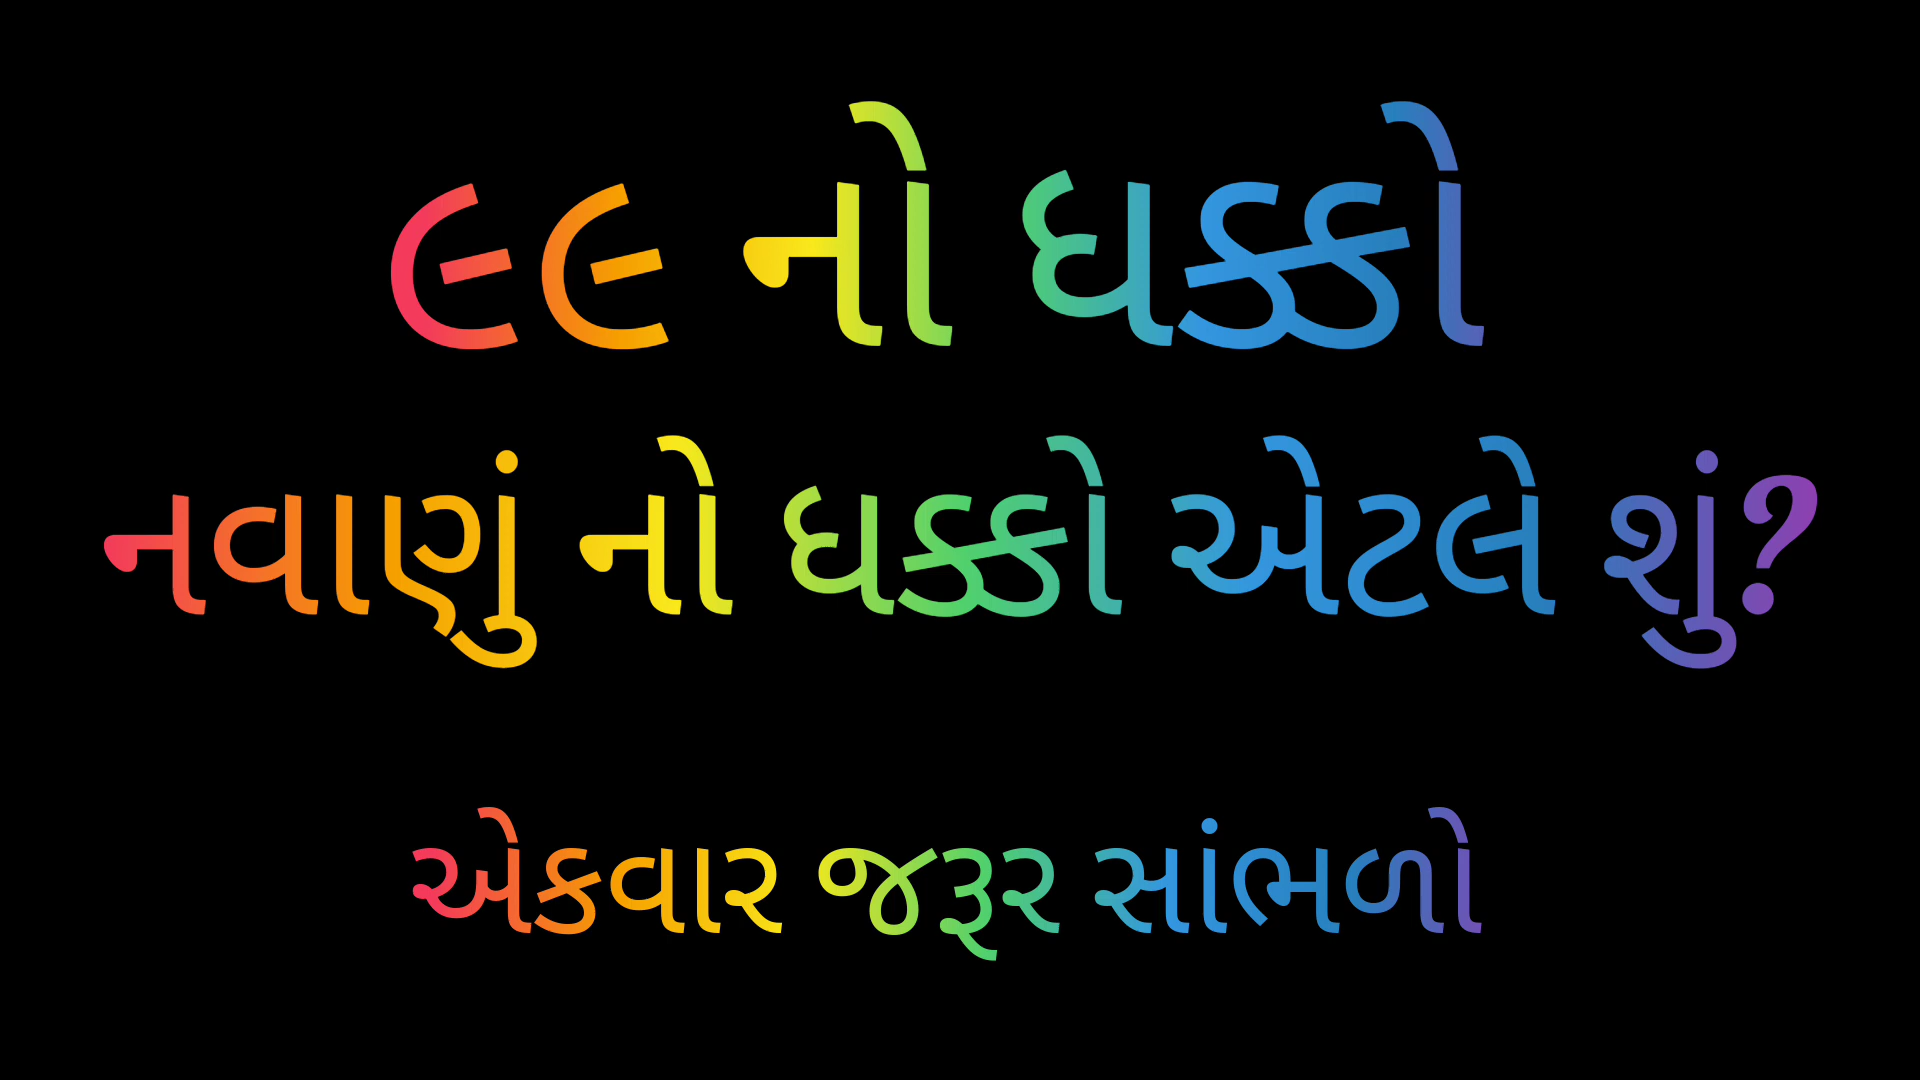 ૯૯ નો ધક્કો
નવાણું નો ધક્કો એટલે શું?
એકવાર જરૂર સાંભળો